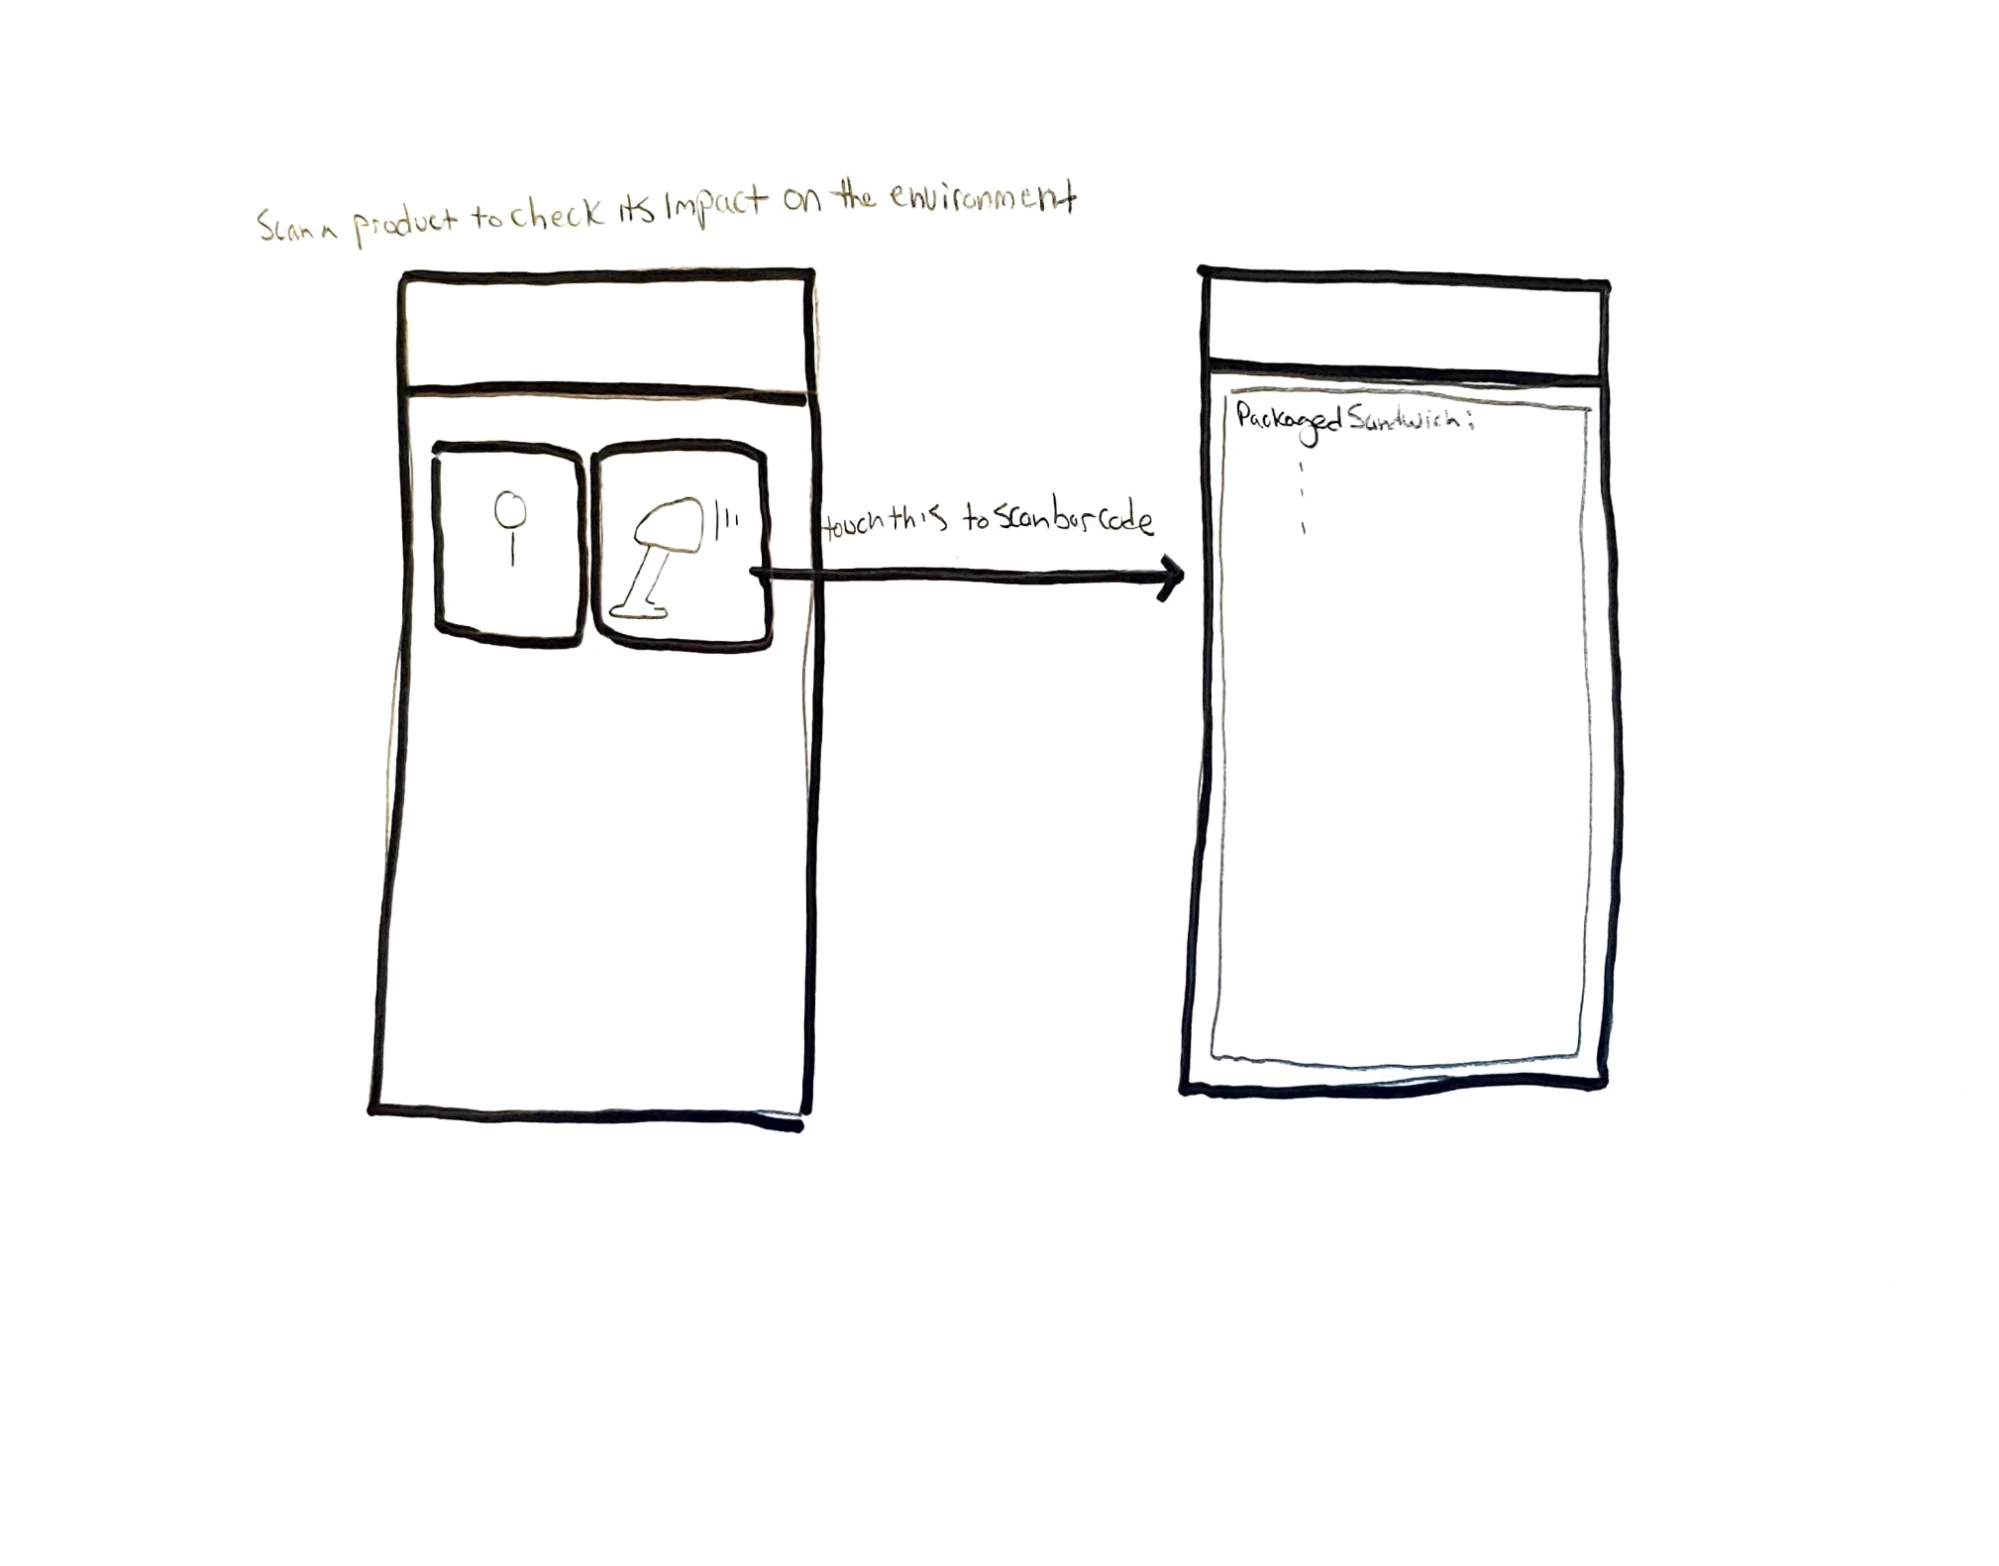 Scan a product to check its Impact on the environment
touch this to scan barcode
Packaged Sandwich: